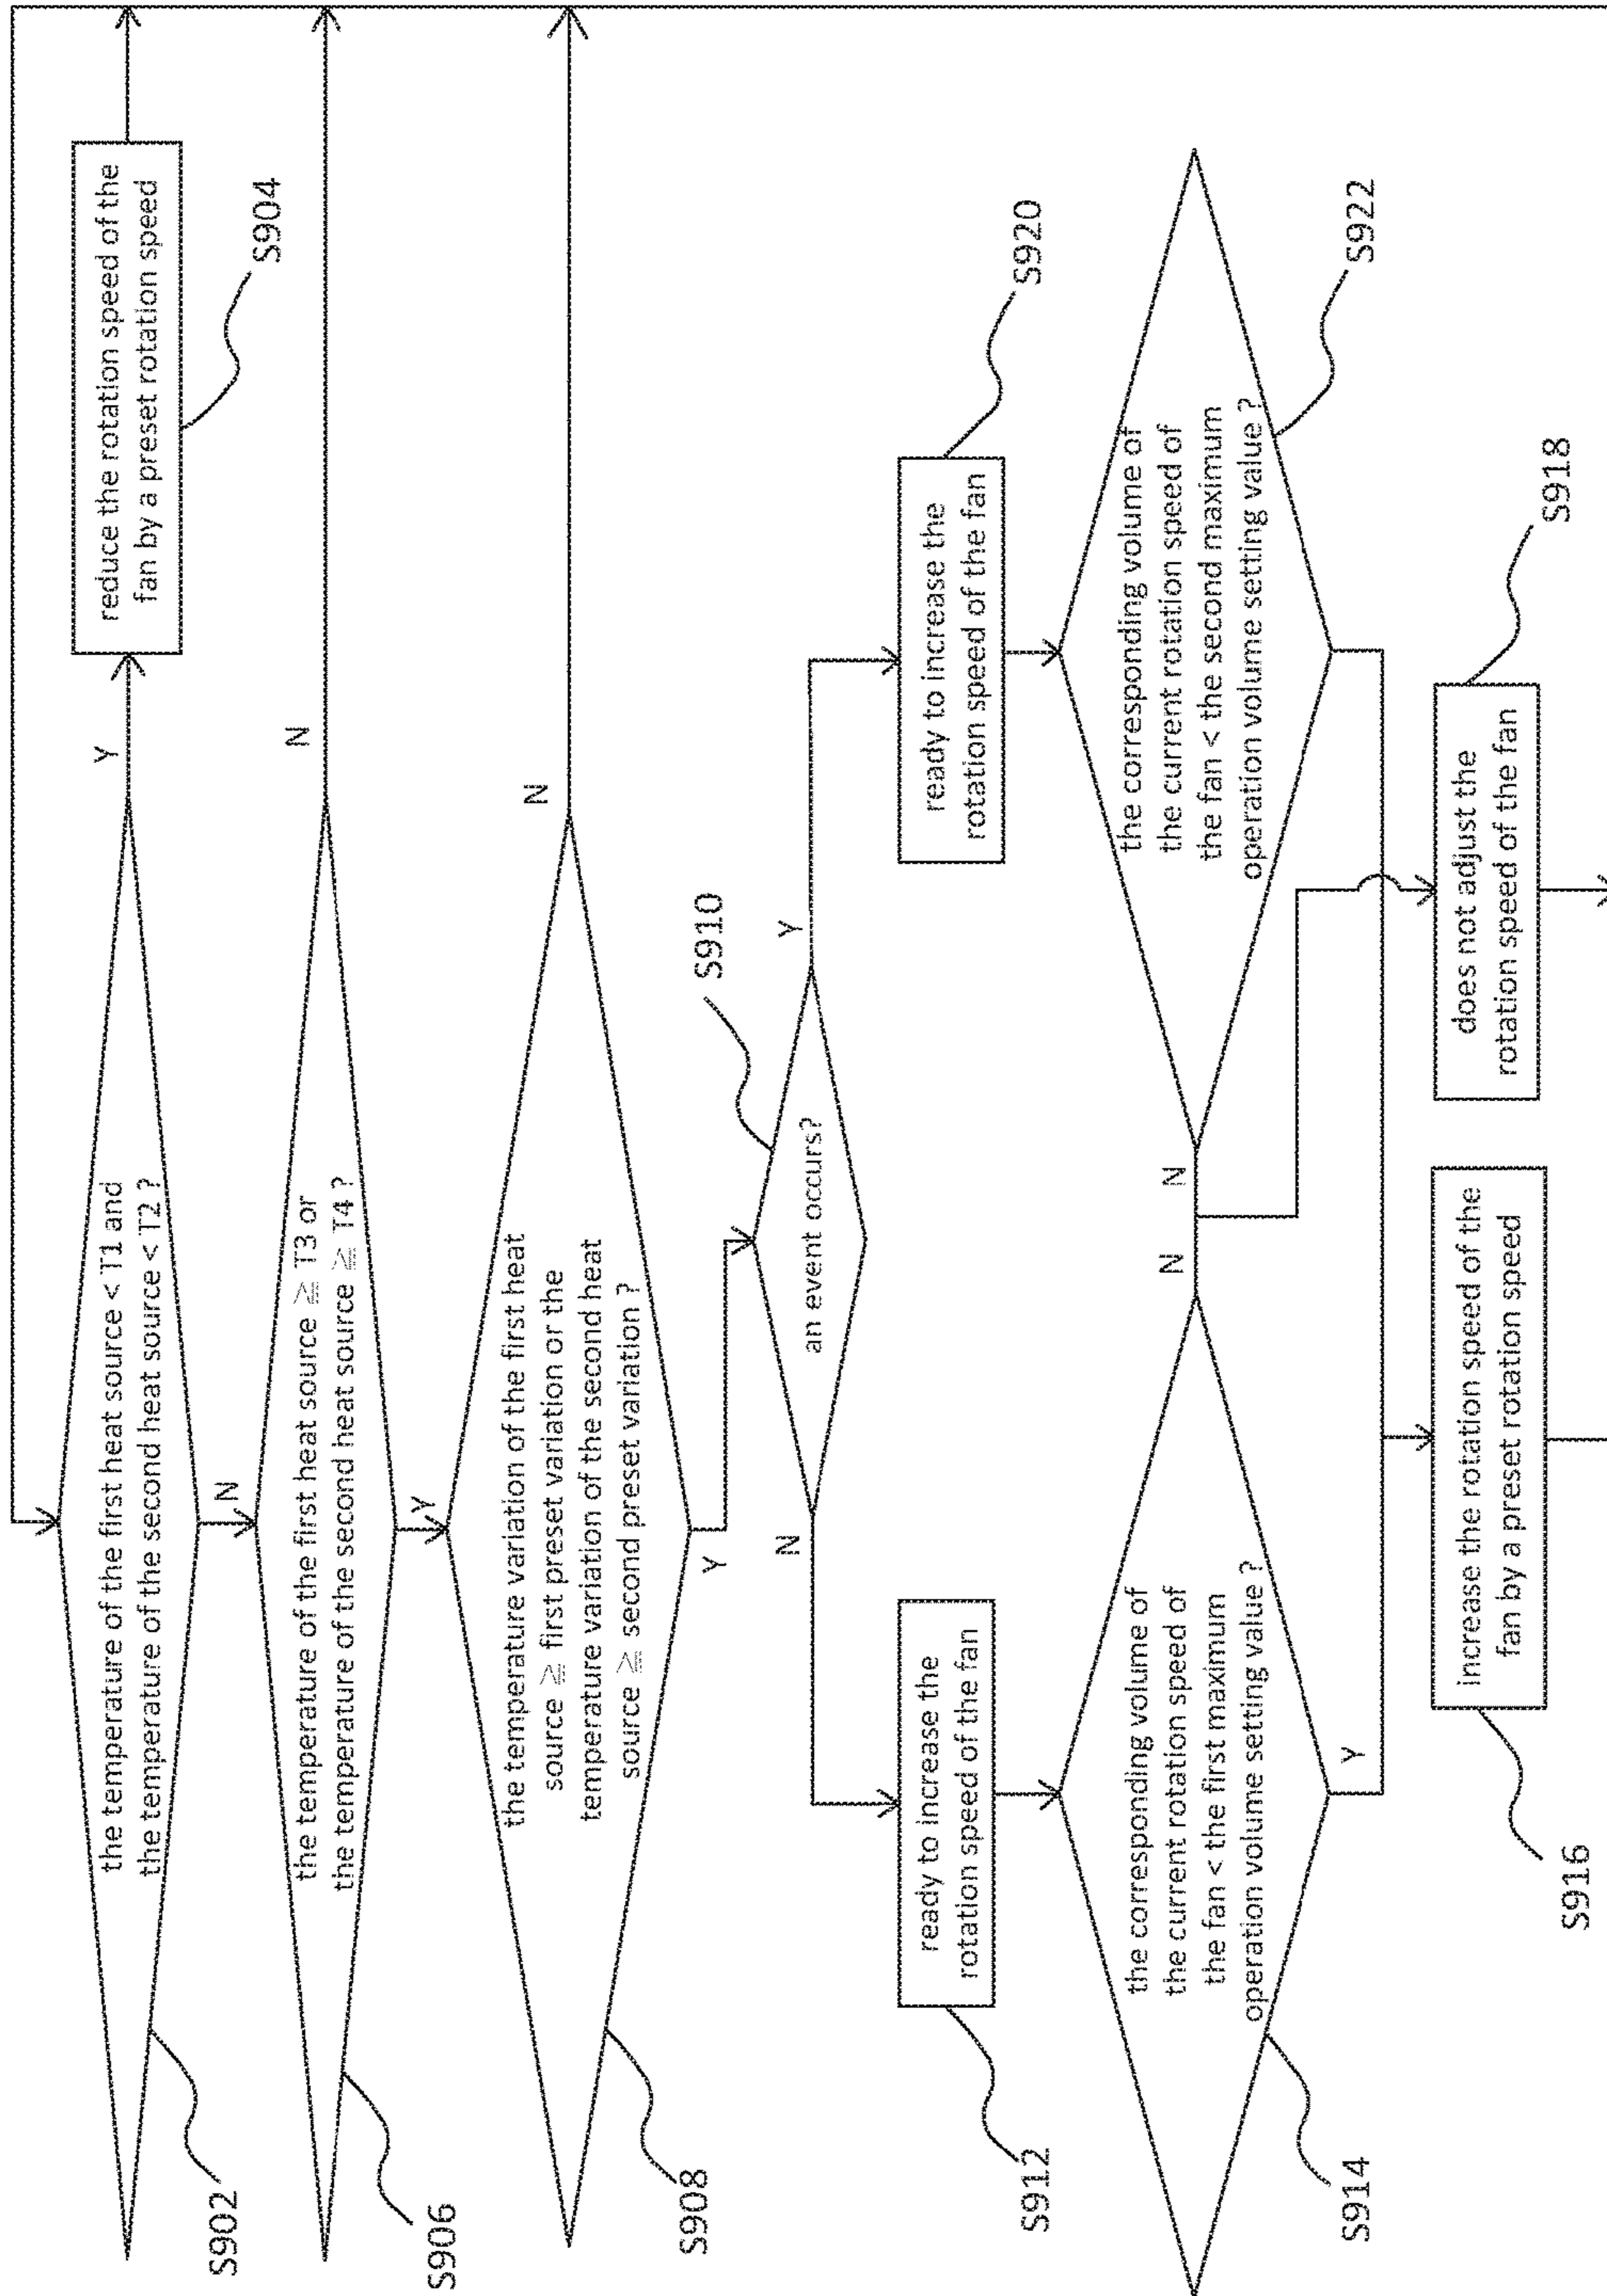 the temperature of the first heat source < T1 and
the temperature of the second heat source < T2 ?
S902
Y
reduce the rotation speed of the
fan by a preset rotation speed
S904
N
the temperature of the first heat source ≧ T3 or
the temperature of the second heat source ≧ T4 ?
S906
N
Y
the temperature variation of the first heat
source ≧ first preset variation or the
temperature variation of the second heat
source ≧ second preset variation ?
S908
N
Y
an event occurs?
S910
N
Y
ready to increase the
rotation speed of the fan
S912
ready to increase the
rotation speed of the fan
S920
the corresponding volume of
the current rotation speed of
the fan < the first maximum
operation volume setting value ?
S914
N
N
the corresponding volume of
the current rotation speed of
the fan < the second maximum
operation volume setting value ?
S922
Y
increase the rotation speed of the
fan by a preset rotation speed
S916
does not adjust the
rotation speed of the fan
S918